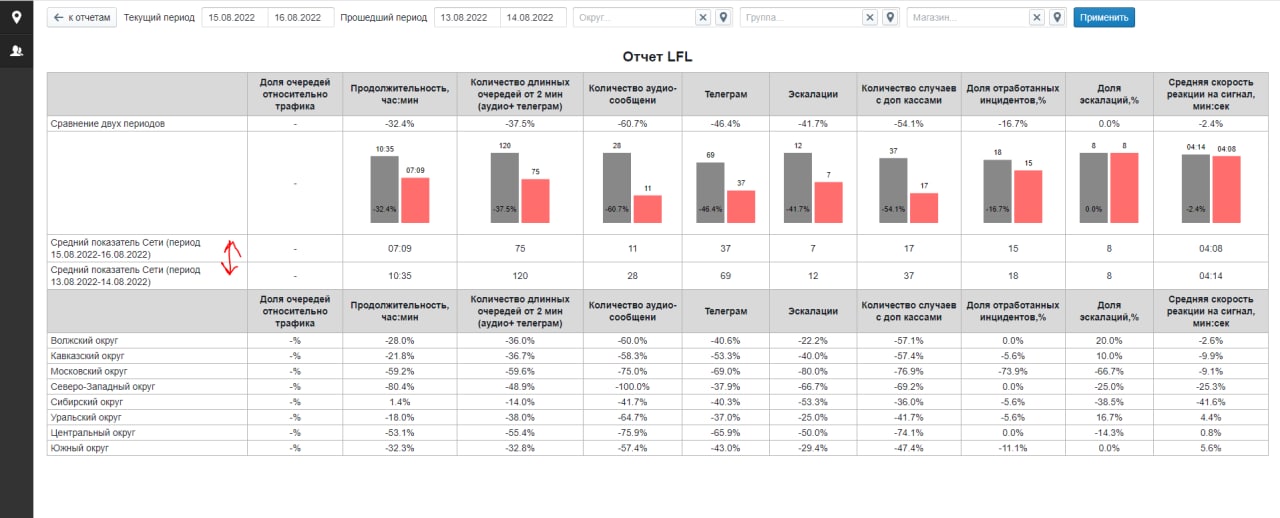 к отчетам Текущий период 15.08.2022 16.08.2022 Прошедший период 13.08.2022 14.08.2022 Округ... Группа... Магазин... Применить
Отчет LFL
Доля очередей относительно трафика Продолжительность, час:мин Количество длинных очередей от 2 мин (аудио+ телеграм) Количество аудио-сообщени Телеграм Эскалации Количество случаев с доп кассами Доля отработанных инцидентов,% Доля эскалаций,% Средняя скорость реакции на сигнал, мин:сек
Сравнение двух периодов - -32.4% -37.5% -60.7% -46.4% -41.7% -54.1% -16.7% 0.0% -2.4%
-
10:35 07:09 -32.4%
120 75 -37.5%
28 11 -60.7%
69 37 -46.4%
12 7 -41.7%
37 17 -54.1%
18 15 -16.7%
8 8 0.0%
04:14 04:08 -2.4%
Средний показатель Сети (период 15.08.2022-16.08.2022) - 07:09 75 11 37 7 17 15 8 04:08
Средний показатель Сети (период 13.08.2022-14.08.2022) - 10:35 120 28 69 12 37 18 8 04:14
Доля очередей относительно трафика Продолжительность, час:мин Количество длинных очередей от 2 мин (аудио+ телеграм) Количество аудио-сообщени Телеграм Эскалации Количество случаев с доп кассами Доля отработанных инцидентов,% Доля эскалаций,% Средняя скорость реакции на сигнал, мин:сек
Волжский округ -% -28.0% -36.0% -60.0% -40.6% -22.2% -57.1% 0.0% 20.0% -2.6%
Кавказский округ -% -21.8% -36.7% -58.3% -53.3% -40.0% -57.4% -5.6% 10.0% -9.9%
Московский округ -% -59.2% -59.6% -75.0% -69.0% -80.0% -76.9% -73.9% -66.7% -9.1%
Северо-Западный округ -% -80.4% -48.9% -100.0% -37.9% -66.7% -69.2% 0.0% -25.0% -25.3%
Сибирский округ -% 1.4% -14.0% -41.7% -40.3% -53.3% -36.0% -5.6% -38.5% -41.6%
Уральский округ -% -18.0% -38.0% -64.7% -37.0% -25.0% -41.7% -5.6% 16.7% 4.4%
Центральный округ -% -53.1% -55.4% -75.9% -65.9% -50.0% -74.1% 0.0% -14.3% 0.8%
Южный округ -% -32.3% -32.8% -57.4% -43.0% -29.4% -47.4% -11.1% 0.0% 5.6%